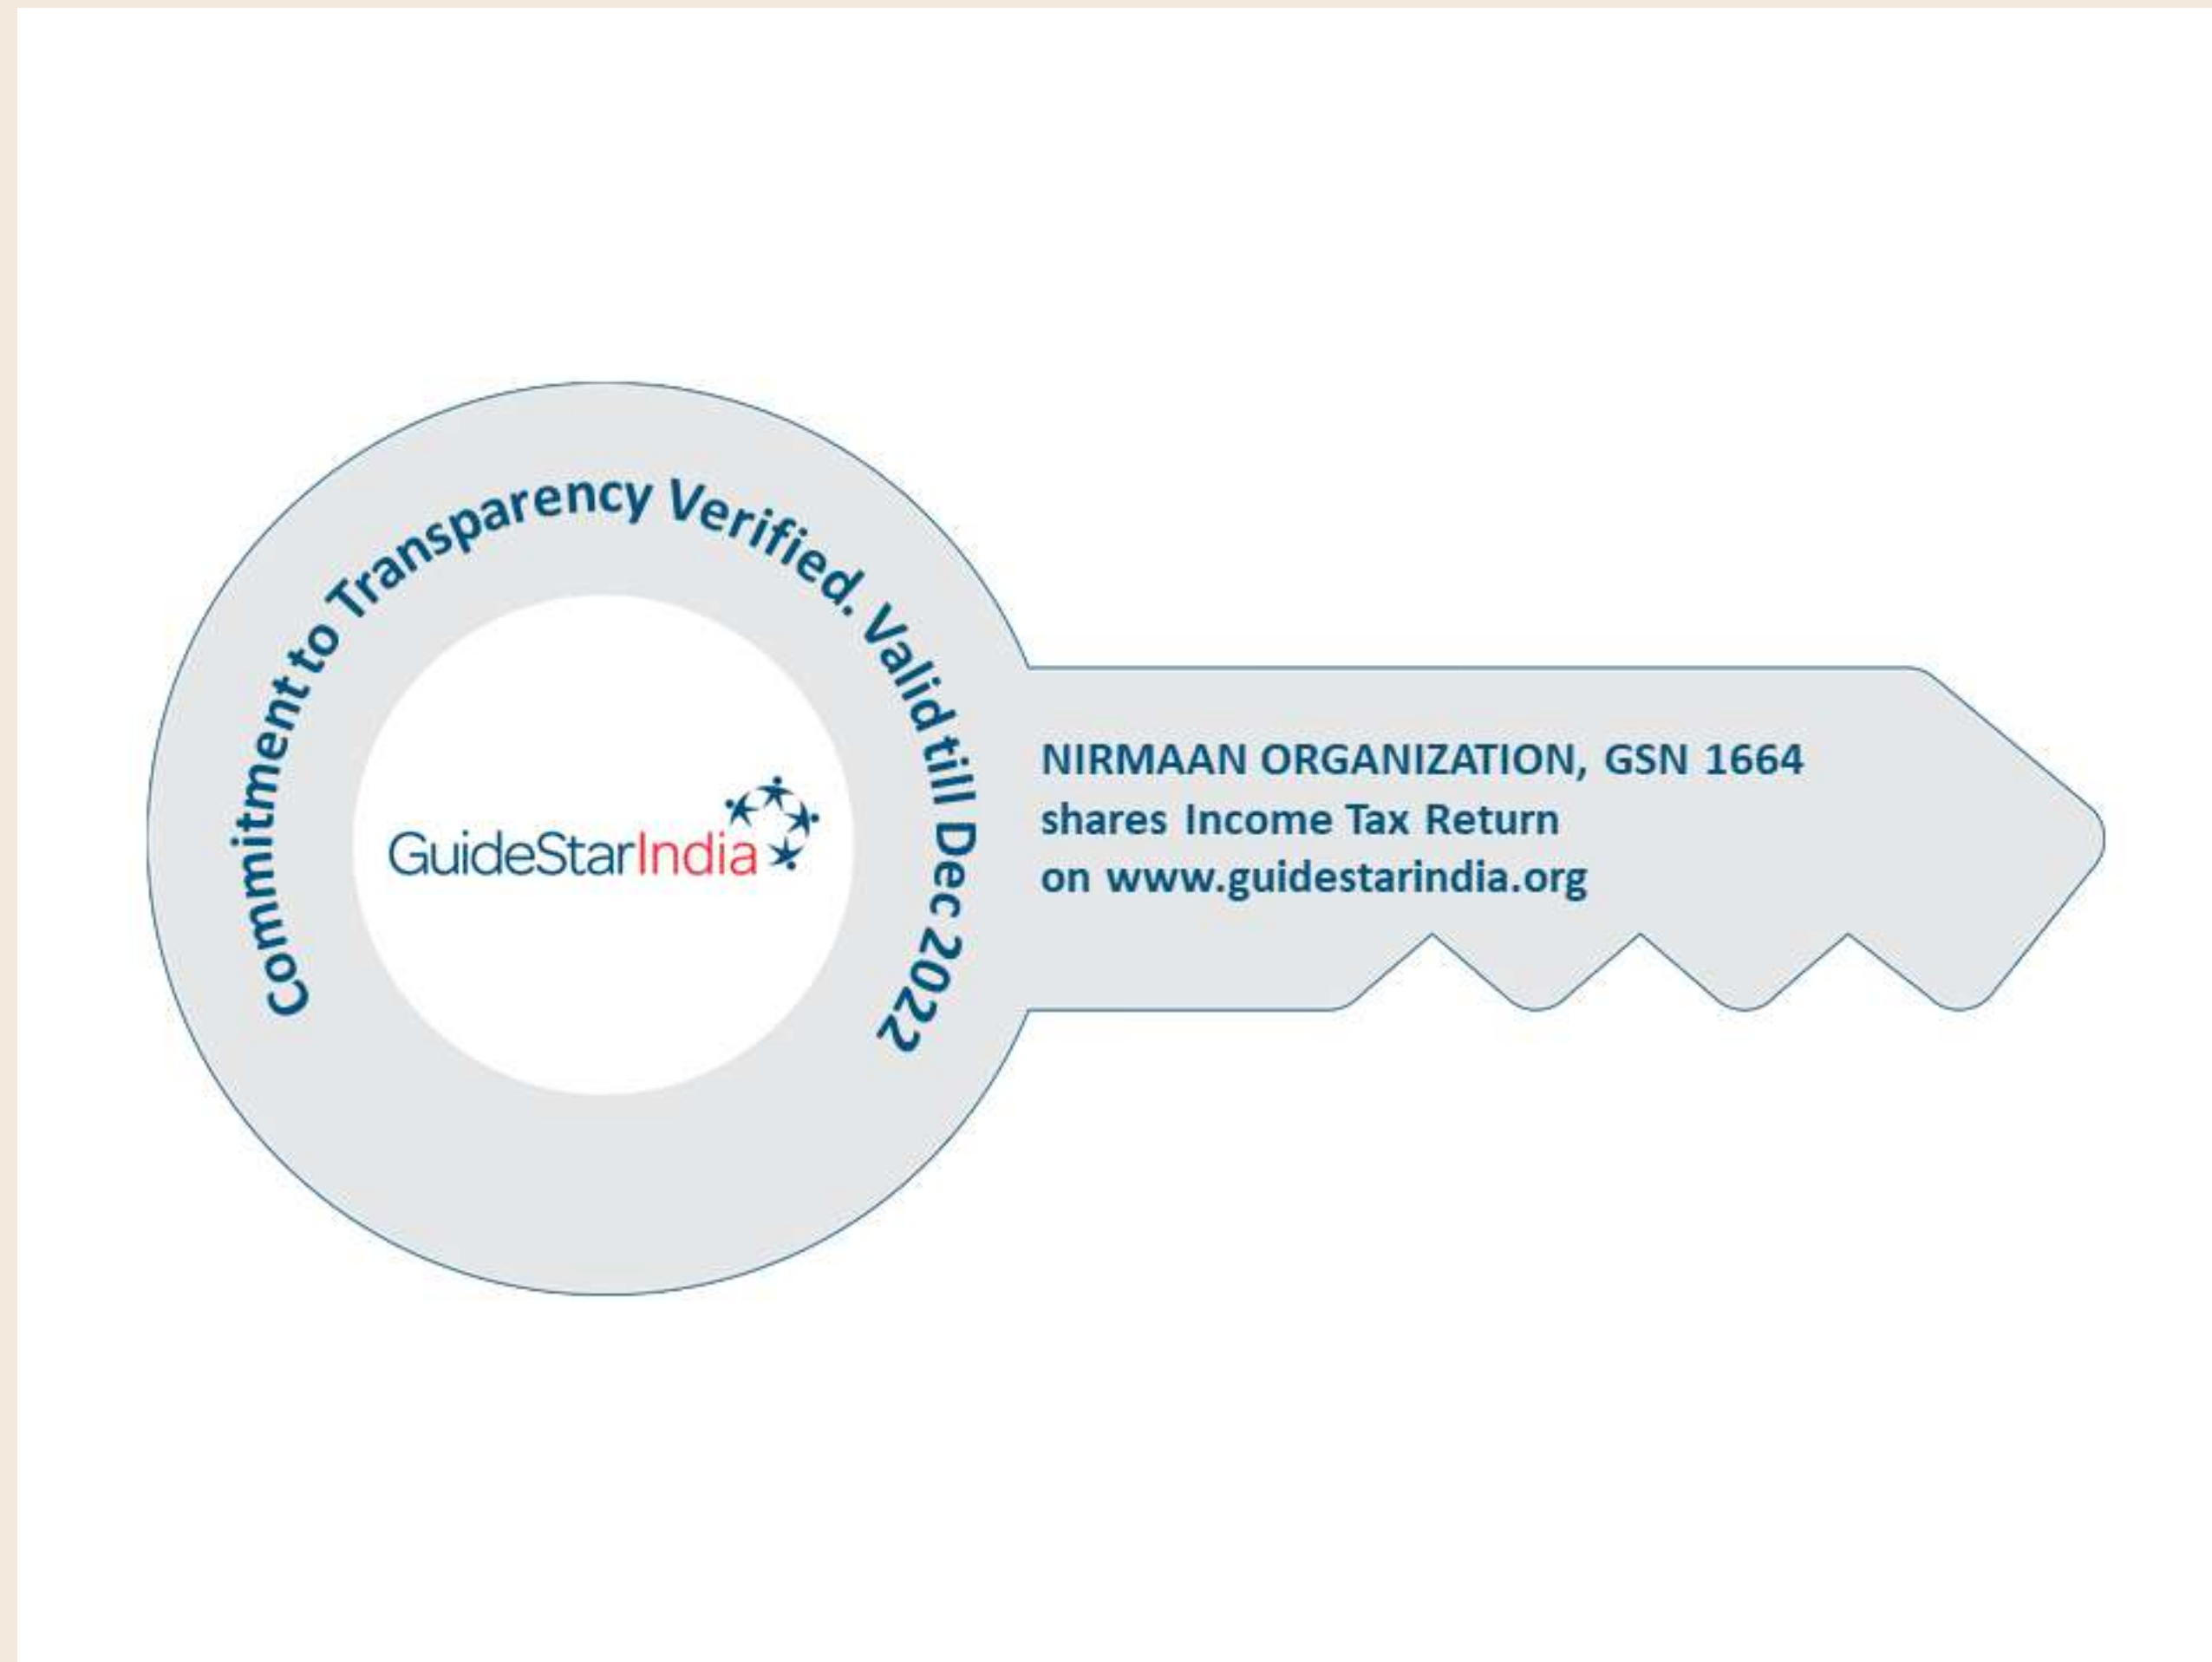 Commitment to Transparency Verified. Valid till Dec 2022
GuideStarIndia
NIRMAAN ORGANIZATION, GSN 1664
shares Income Tax Return
on www.guidestarindia.org